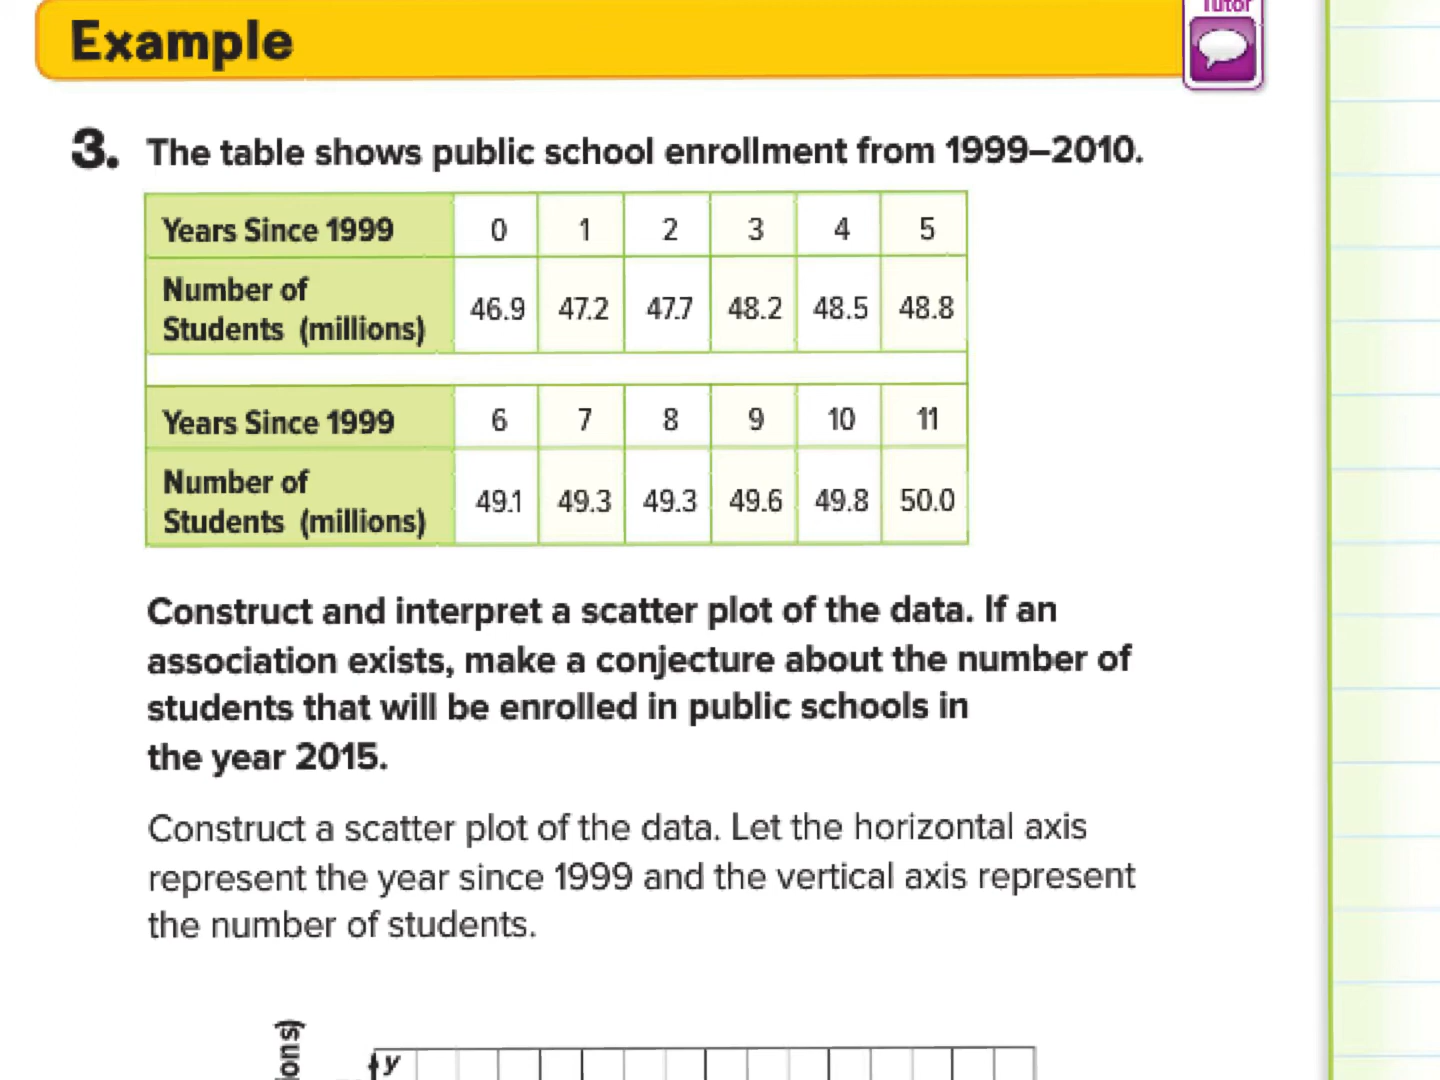 Tutor
Example
3. The table shows public school enrollment from 1999–2010.
Years Since 1999 0 1 2 3 4 5
Number of
Students (millions) 46.9 47.2 47.7 48.2 48.5 48.8
Years Since 1999 6 7 8 9 10 11
Number of
Students (millions) 49.1 49.3 49.3 49.6 49.8 50.0
Construct and interpret a scatter plot of the data. If an
association exists, make a conjecture about the number of
students that will be enrolled in public schools in
the year 2015.
Construct a scatter plot of the data. Let the horizontal axis
represent the year since 1999 and the vertical axis represent
the number of students.
ions)
y